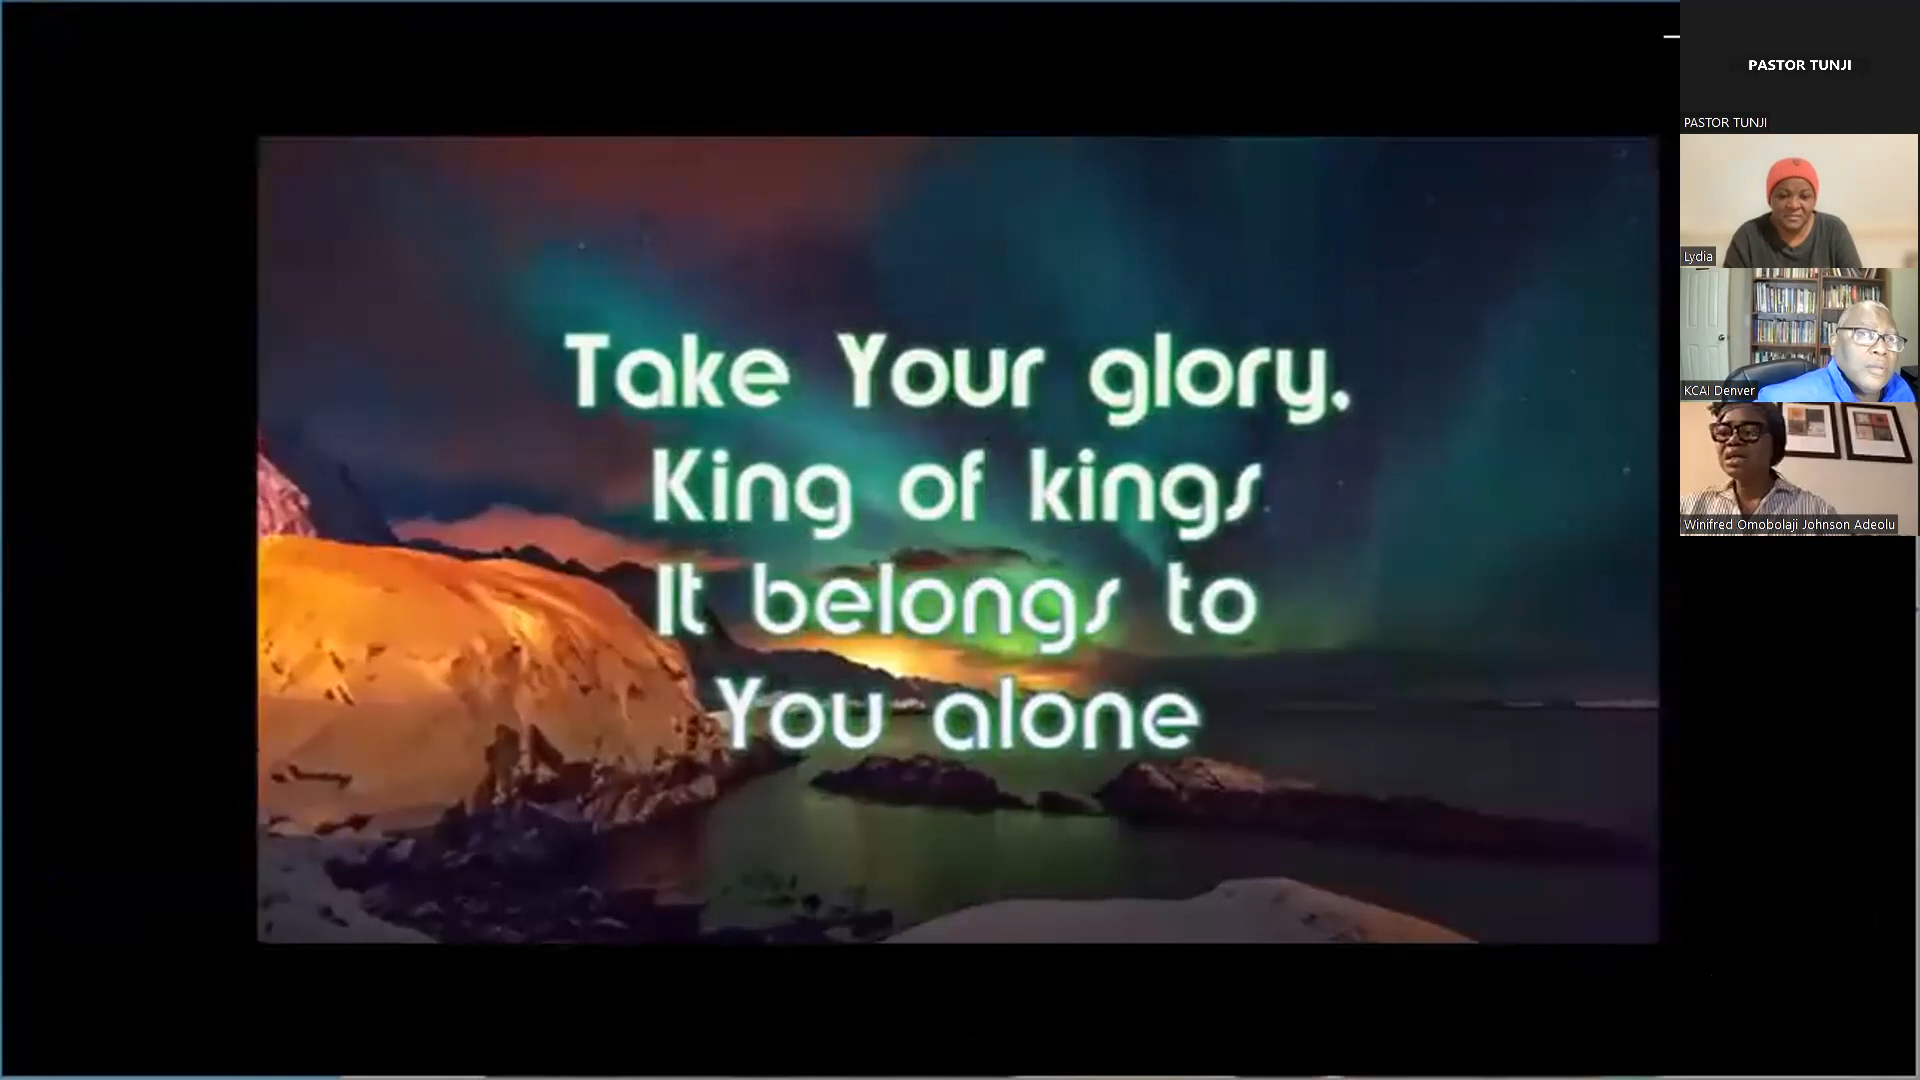 Take Your glory,
King of kings
It belongs to
You alone
PASTOR TUNJI
PASTOR TUNJI
Lydia
KCAI Denver
Winifred Omobolaji Johnson Adeolu